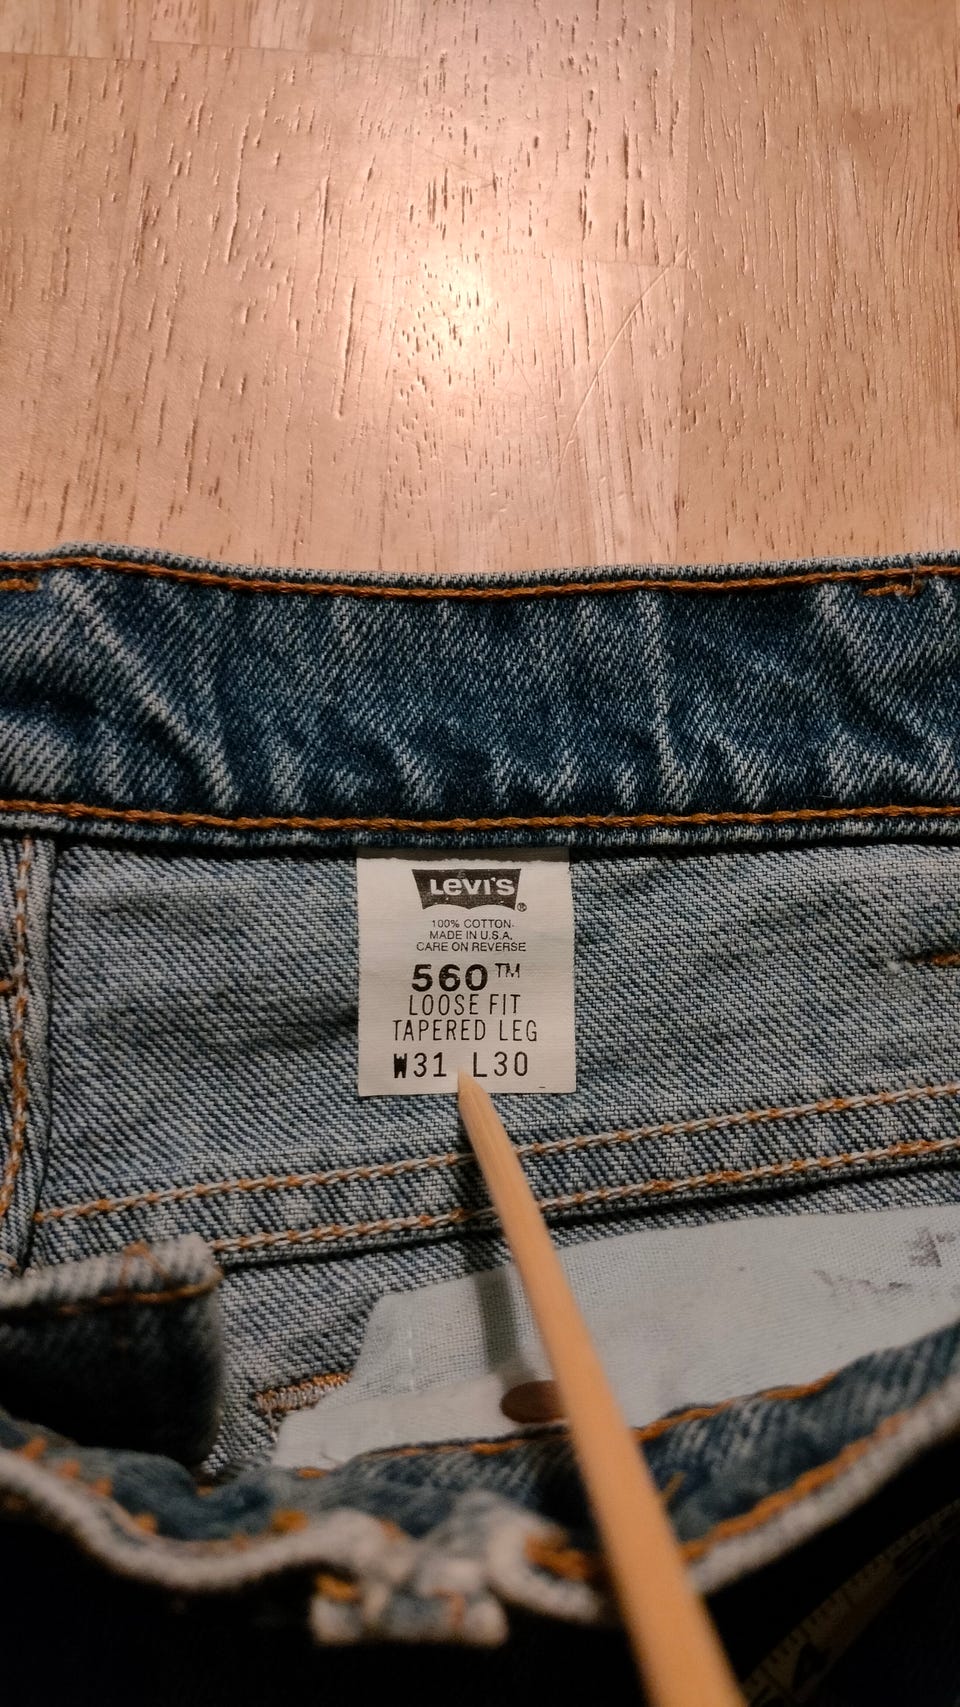 LEVI'S®
100% COTTON
MADE IN U.S.A.
CARE ON REVERSE
560™
LOOSE FIT
TAPERED LEG
W31 L30